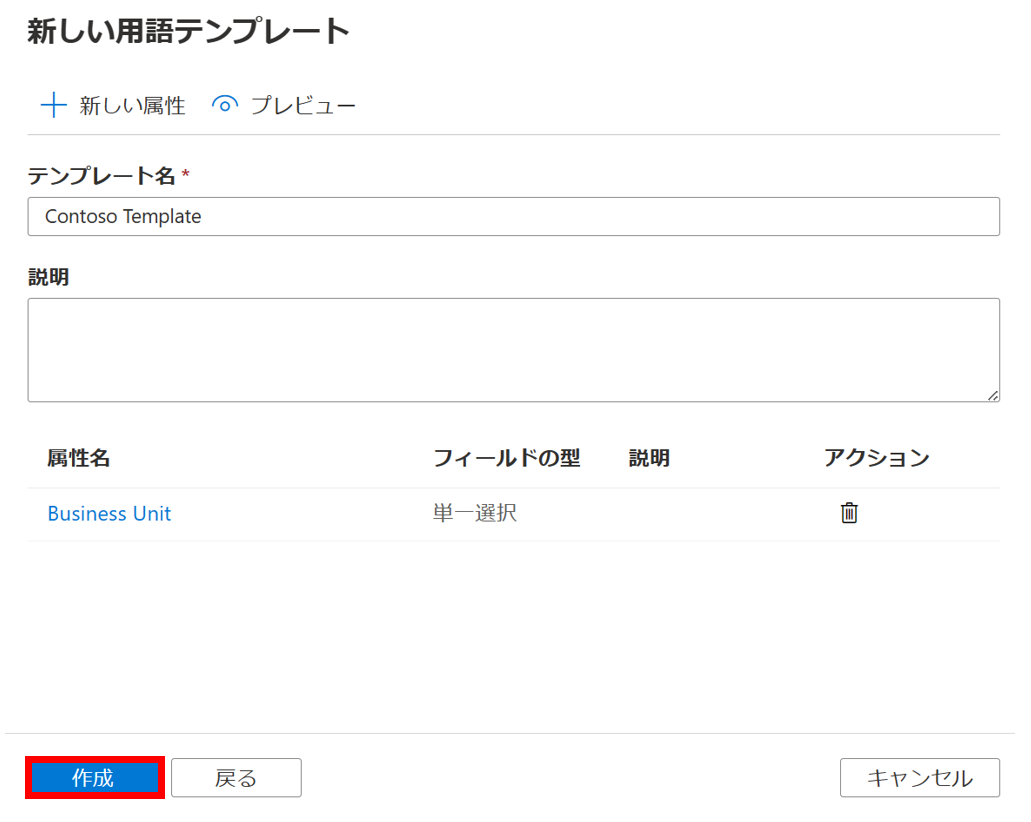 新しい用語テンプレート
新しい属性 プレビュー
テンプレート名 *
Contoso Template
説明
属性名 フィールドの型 説明 アクション
Business Unit 単一選択
作成 戻る キャンセル